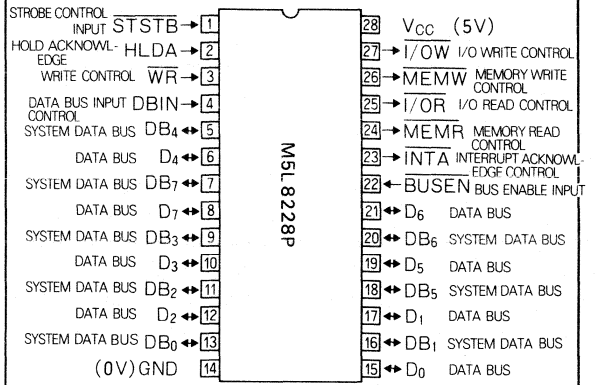 STROBE CONTROL INPUT STSTB 1
HOLD ACKNOWL-EDGE HLDA 2
WRITE CONTROL WR 3
DATA BUS INPUT CONTROL DBIN 4
SYSTEM DATA BUS DB4 5
DATA BUS D4 6
SYSTEM DATA BUS DB7 7
DATA BUS D7 8
SYSTEM DATA BUS DB3 9
DATA BUS D3 10
SYSTEM DATA BUS DB2 11
DATA BUS D2 12
SYSTEM DATA BUS DB0 13
(0V) GND 14
M5L8228P
28 VCC (5V)
27 I/OW I/O WRITE CONTROL
26 MEMW MEMORY WRITE CONTROL
25 I/OR I/O READ CONTROL
24 MEMR MEMORY READ CONTROL
23 INTA INTERRUPT ACKNOWL-EDGE CONTROL
22 BUSEN BUS ENABLE INPUT
21 D6 DATA BUS
20 DB6 SYSTEM DATA BUS
19 D5 DATA BUS
18 DB5 SYSTEM DATA BUS
17 D1 DATA BUS
16 DB1 SYSTEM DATA BUS
15 D0 DATA BUS